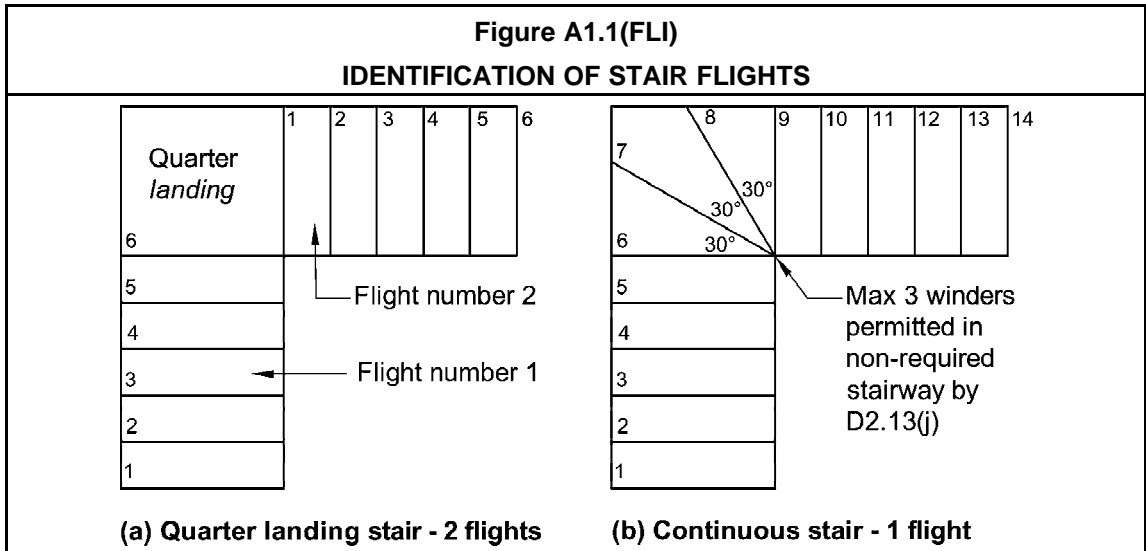 Figure A1.1(FLI)
IDENTIFICATION OF STAIR FLIGHTS
1 2 3 4 5 6
Quarter
landing
6
5
4
3
2
1
Flight number 2
Flight number 1
(a) Quarter landing stair - 2 flights
8 9 10 11 12 13 14
7
30°
30°
30°
6
5
4
3
2
1
Max 3 winders
permitted in
non-required
stairway by
D2.13(j)
(b) Continuous stair - 1 flight